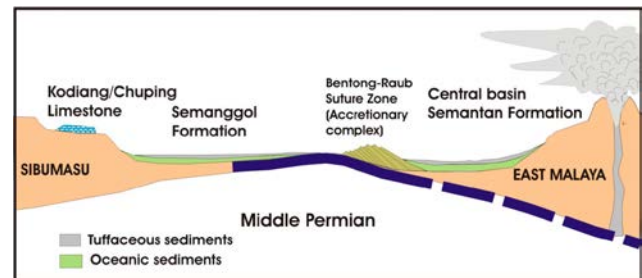 Kodiang/Chuping
Limestone
Semanggol
Formation
Bentong-Raub
Suture Zone
(Accretionary
complex)
Central basin
Semantan Formation
SIBUMASU
EAST MALAYA
Middle Permian
Tuffaceous sediments
Oceanic sediments